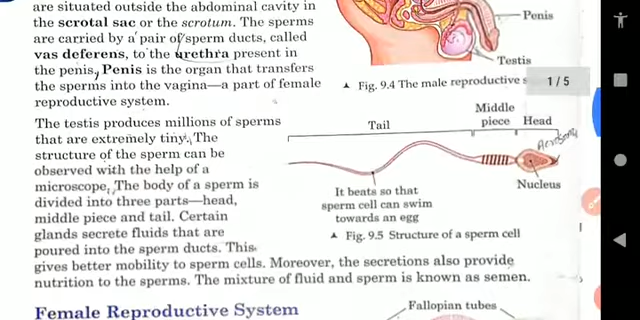 are situated outside the abdominal cavity in
the scrotal sac or the scrotum. The sperms
are carried by a pair of sperm ducts, called
vas deferens, to the urethra present in
the penis. Penis is the organ that transfers
the sperms into the vagina—a part of female
reproductive system.
Penis
Testis
▲ Fig. 9.4 The male reproductive s
1 / 5
The testis produces millions of sperms
that are extremely tiny. The
structure of the sperm can be
observed with the help of a
microscope. The body of a sperm is
divided into three parts—head,
middle piece and tail. Certain
glands secrete fluids that are
poured into the sperm ducts. This
gives better mobility to sperm cells. Moreover, the secretions also provide
nutrition to the sperms. The mixture of fluid and sperm is known as semen.
Tail
Middle
piece
Head
Nucleus
It beats so that
sperm cell can swim
towards an egg
▲ Fig. 9.5 Structure of a sperm cell
Female Reproductive System
Fallopian tubes